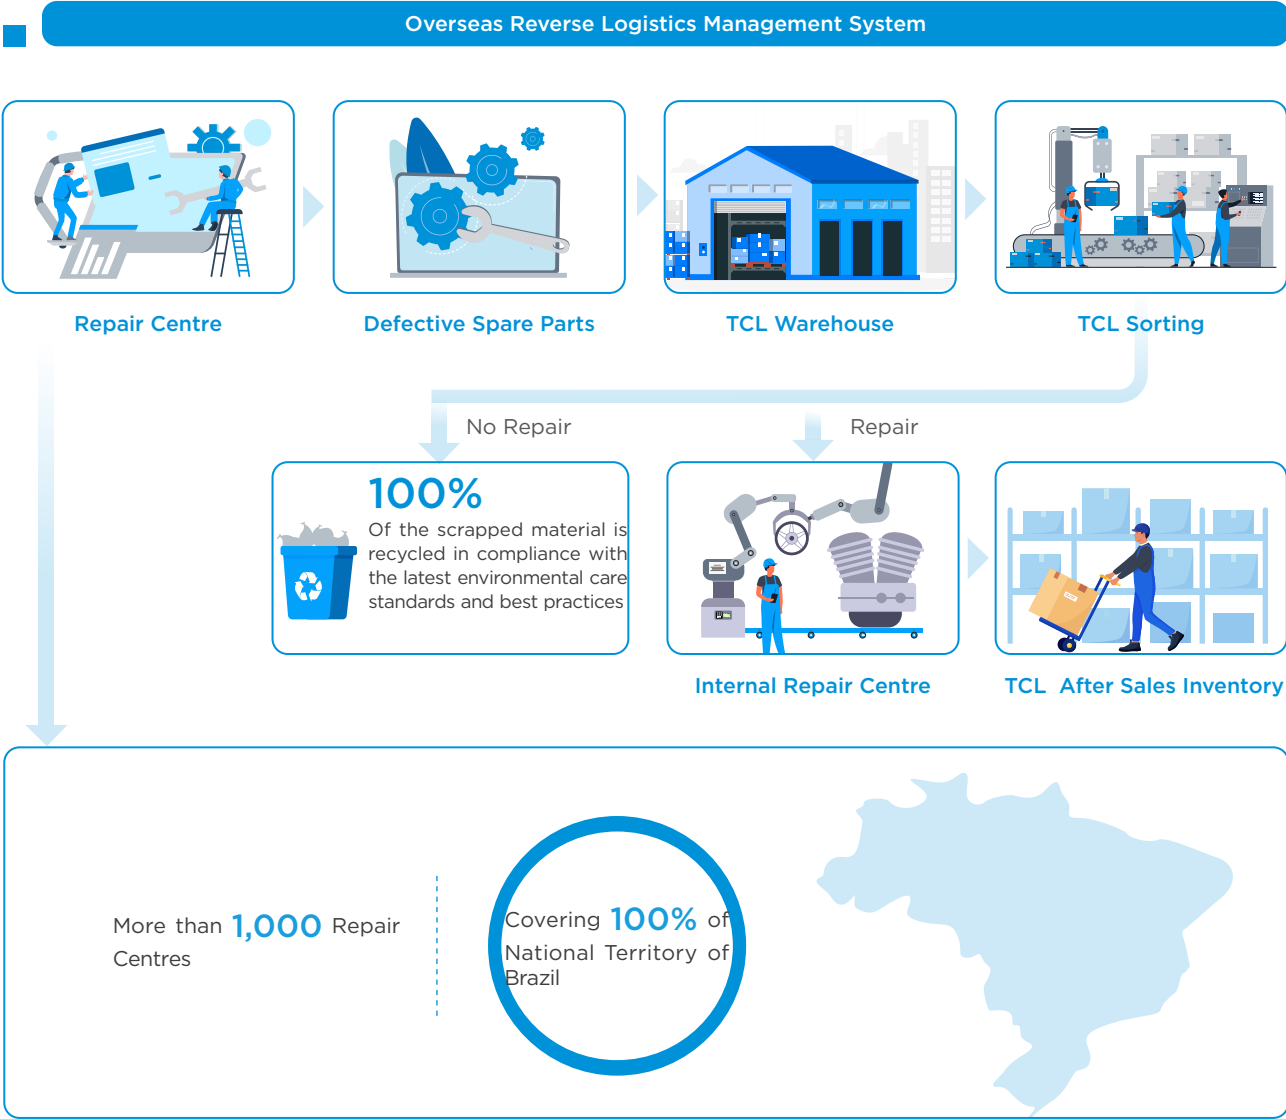 Overseas Reverse Logistics Management System
Repair Centre
Defective Spare Parts
TCL Warehouse
TCL Sorting
No Repair
Repair
100%
Of the scrapped material is
recycled in compliance with
the latest environmental care
standards and best practices
Internal Repair Centre
TCL After Sales Inventory
More than 1,000 Repair
Centres
Covering 100% of
National Territory of
Brazil